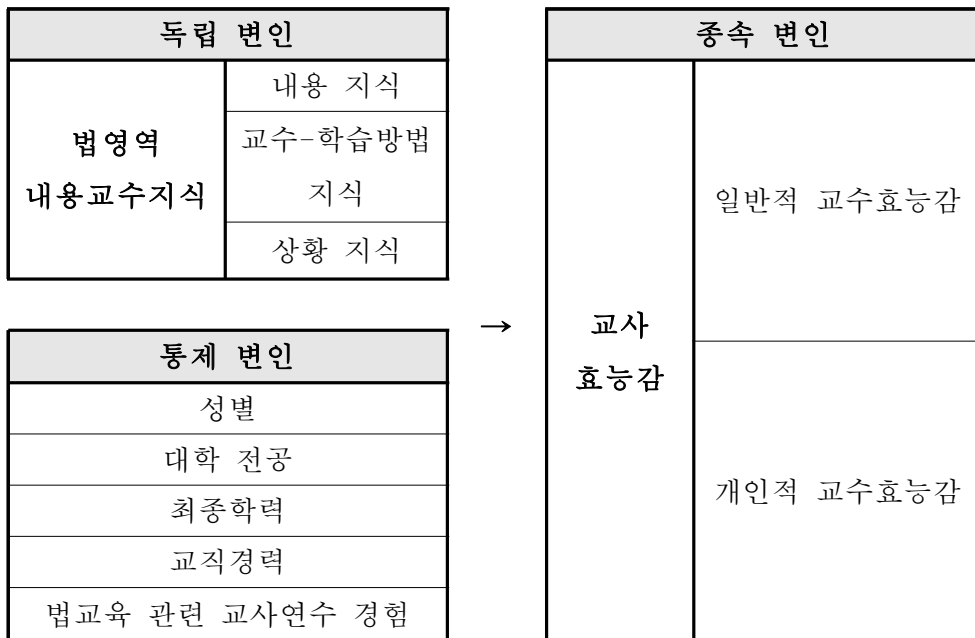 독립 변인
법영역
내용교수지식
내용 지식
교수-학습방법
지식
상황 지식
통제 변인
성별
대학 전공
최종학력
교직경력
법교육 관련 교사연수 경험
→
종속 변인
교사
효능감
일반적 교수효능감
개인적 교수효능감